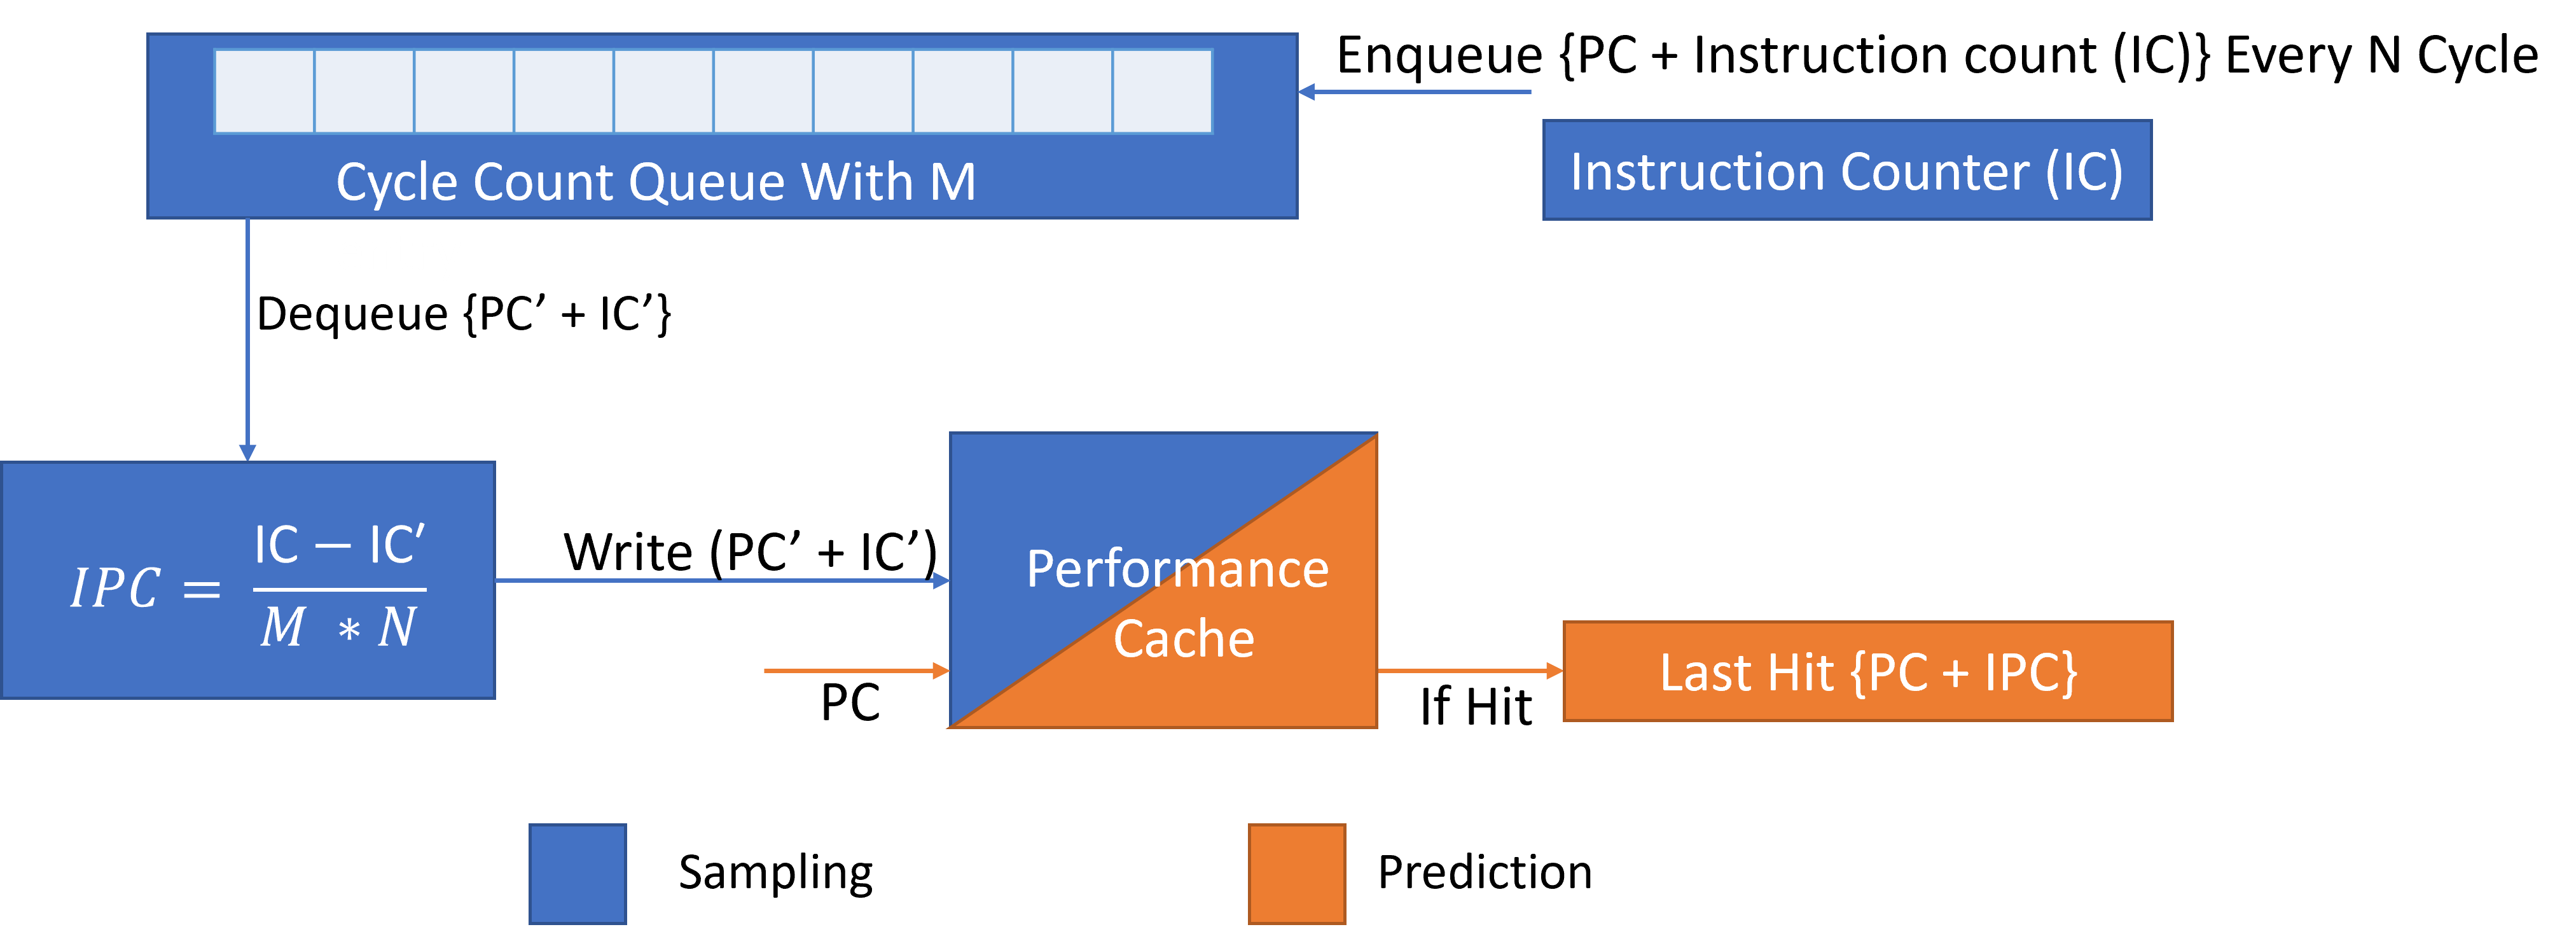 Enqueue {PC + Instruction count (IC)} Every N Cycle
Cycle Count Queue With M
Instruction Counter (IC)
Dequeue {PC’ + IC’}
IPC = (IC − IC′) / (M * N)
Write (PC’ + IC’)
Performance
Cache
PC
If Hit
Last Hit {PC + IPC}
Sampling
Prediction